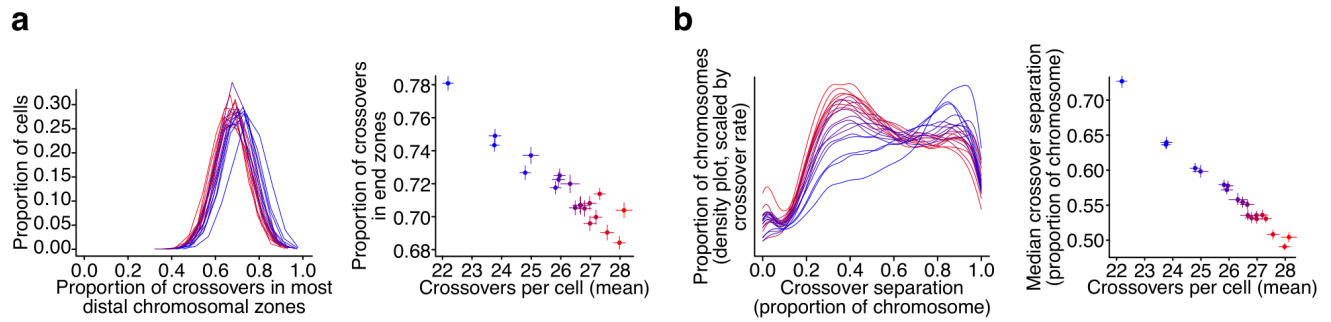 a
Proportion of cells
0.30
0.25
0.20
0.15
0.10
0.05
0.00
0.0 0.2 0.4 0.6 0.8 1.0
Proportion of crossovers in most
distal chromosomal zones
Proportion of crossovers
in end zones
0.78
0.76
0.74
0.72
0.70
0.68
22 23 24 25 26 27 28
Crossovers per cell (mean)
b
Proportion of chromosomes
(density plot, scaled by
crossover rate)
0.0 0.2 0.4 0.6 0.8 1.0
Crossover separation
(proportion of chromosome)
Median crossover separation
(proportion of chromosome)
0.70
0.65
0.60
0.55
0.50
22 23 24 25 26 27 28
Crossovers per cell (mean)